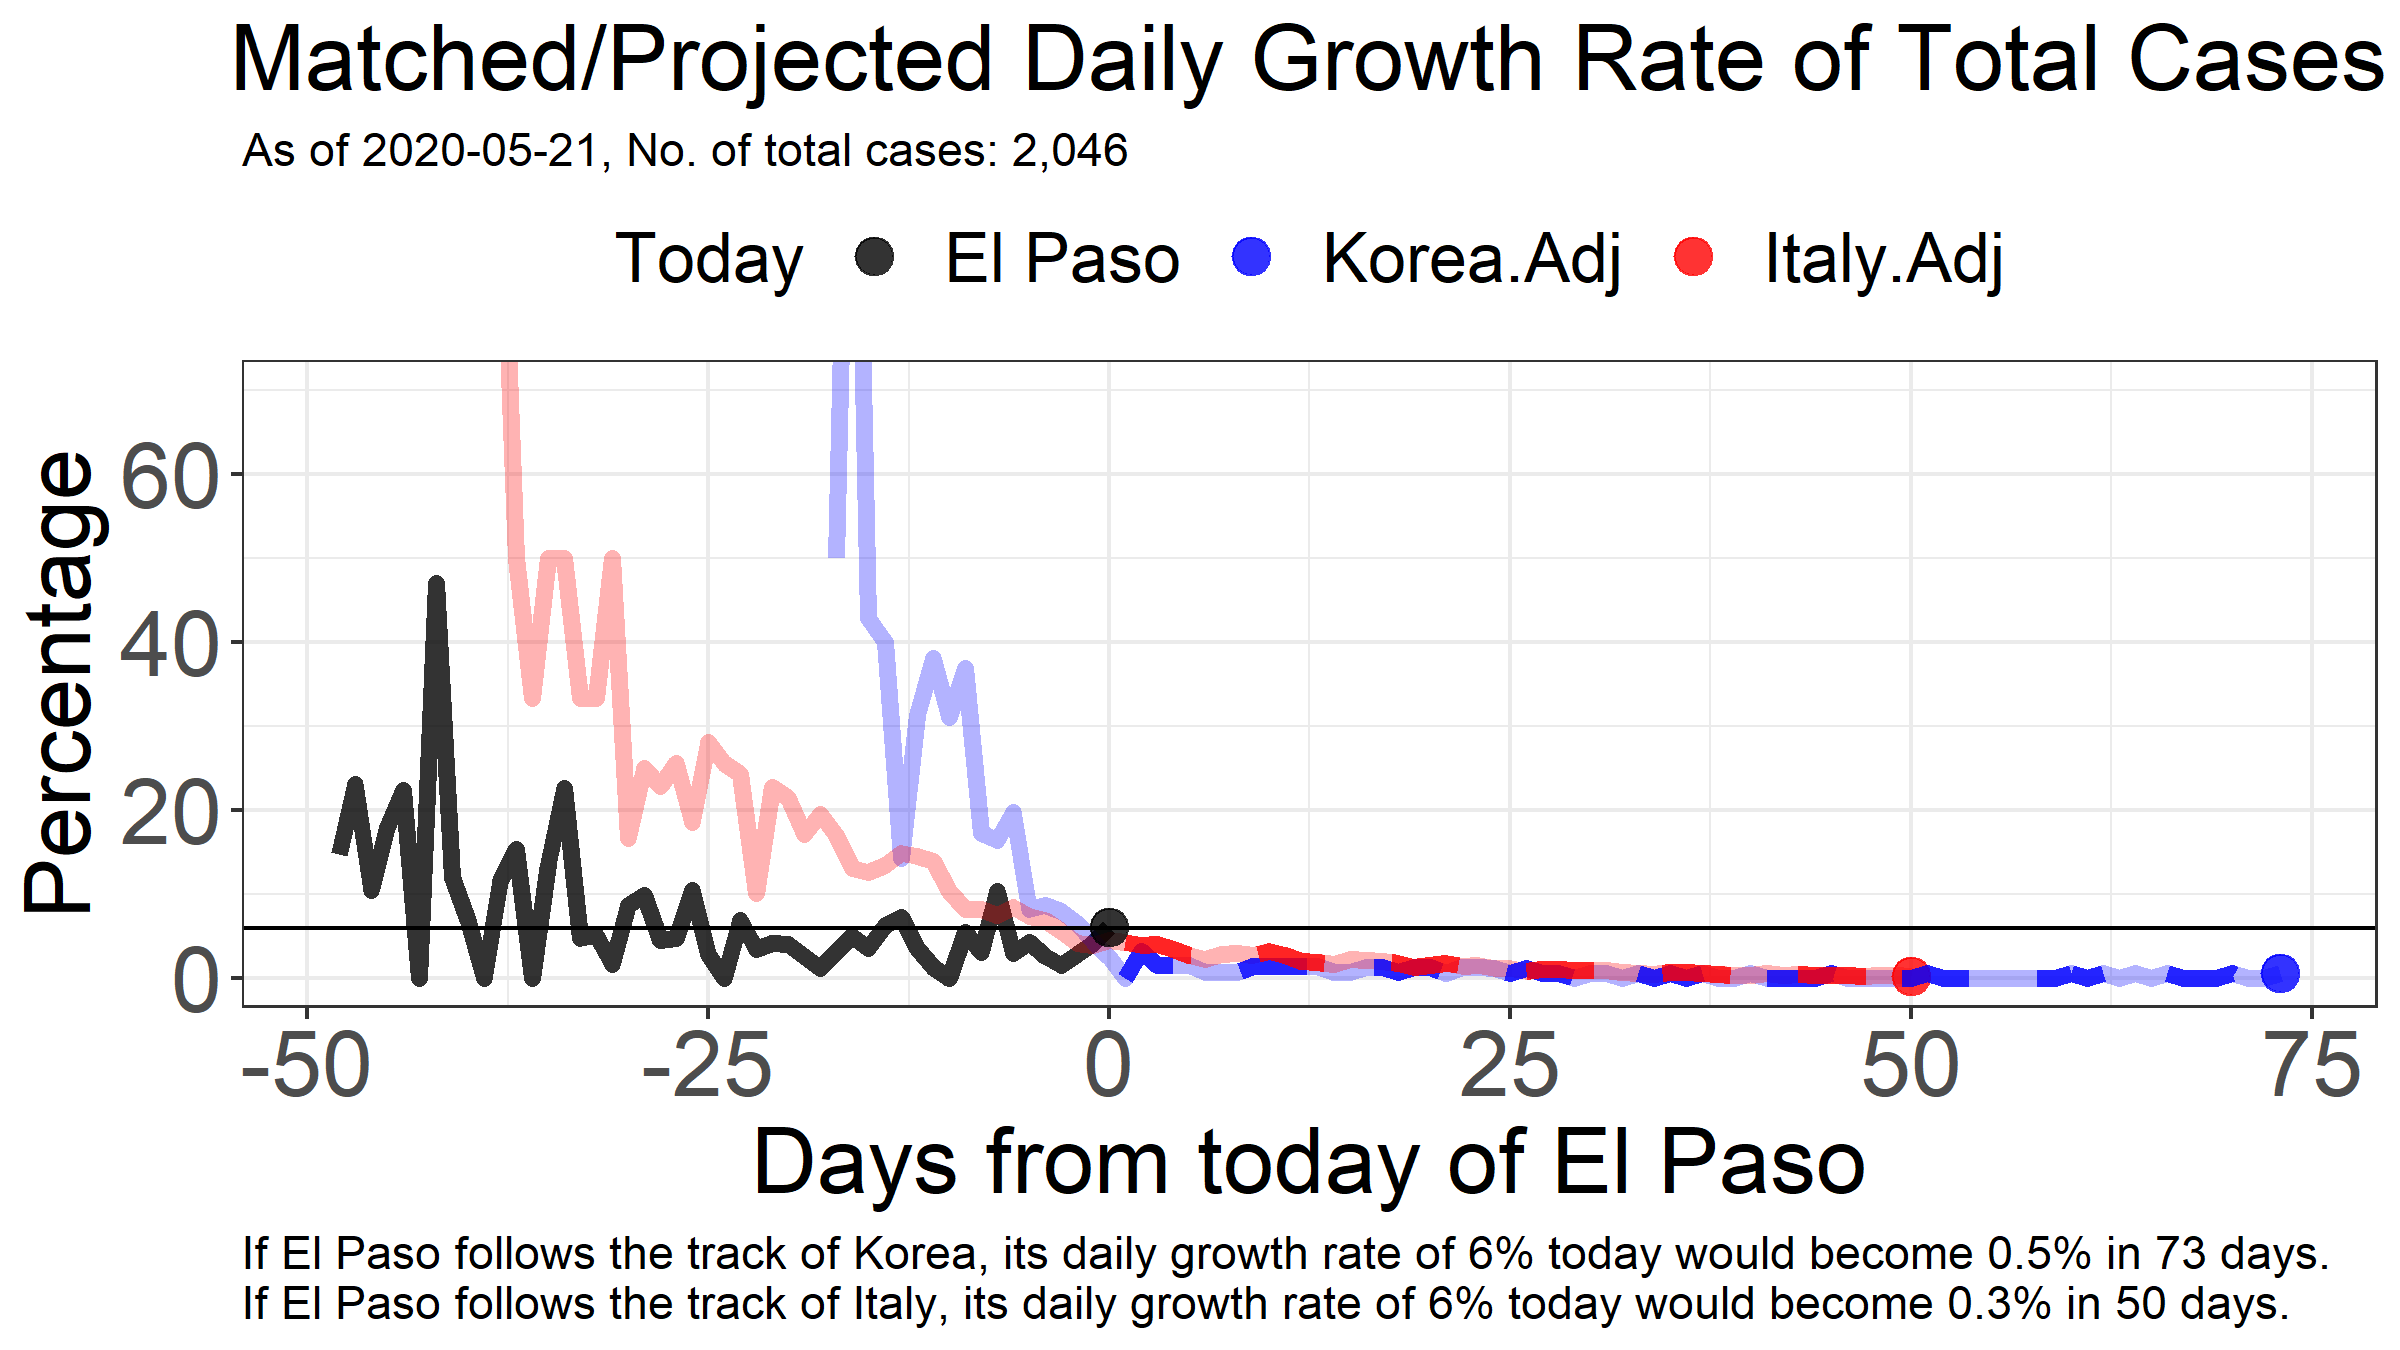 Matched/Projected Daily Growth Rate of Total Cases
As of 2020-05-21, No. of total cases: 2,046
Today El Paso Korea.Adj Italy.Adj
Percentage
60
40
20
0
-50 -25 0 25 50 75
Days from today of El Paso
If El Paso follows the track of Korea, its daily growth rate of 6% today would become 0.5% in 73 days.
If El Paso follows the track of Italy, its daily growth rate of 6% today would become 0.3% in 50 days.